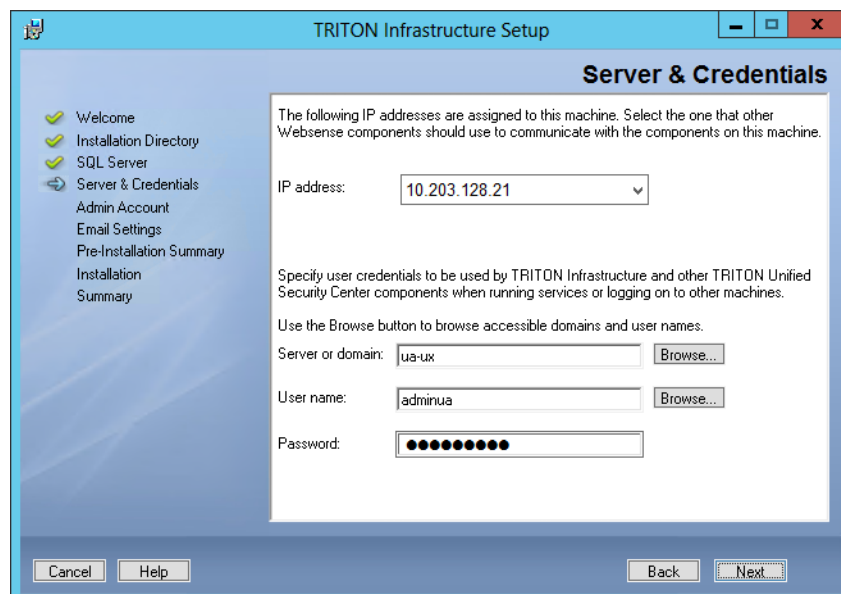 TRITON Infrastructure Setup
Server & Credentials
Welcome
Installation Directory
SQL Server
Server & Credentials
Admin Account
Email Settings
Pre-Installation Summary
Installation
Summary
The following IP addresses are assigned to this machine. Select the one that other
Websense components should use to communicate with the components on this machine.
IP address:
10.203.128.21
Specify user credentials to be used by TRITON Infrastructure and other TRITON Unified
Security Center components when running services or logging on to other machines.
Use the Browse button to browse accessible domains and user names.
Server or domain:
ua-ux
Browse...
User name:
adminua
Browse...
Password:
●●●●●●●●●
Cancel
Help
Back
Next